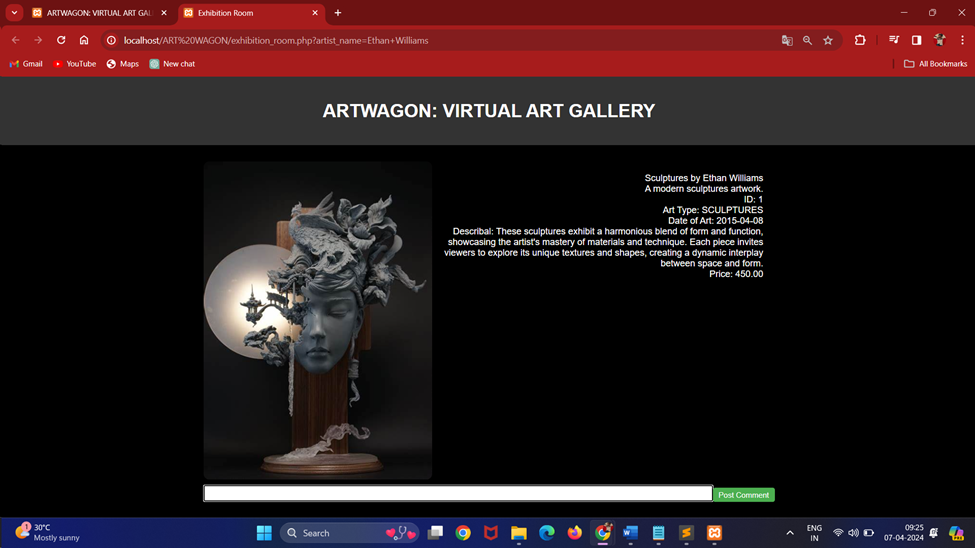 ARTWAGON: VIRTUAL ART GAL
Exhibition Room
localhost/ART%20WAGON/exhibition_room.php?artist_name=Ethan+Williams
Gmail
YouTube
Maps
New chat
All Bookmarks
ARTWAGON: VIRTUAL ART GALLERY
Sculptures by Ethan Williams
A modern sculptures artwork.
ID: 1
Art Type: SCULPTURES
Date of Art: 2015-04-08
Describal: These sculptures exhibit a harmonious blend of form and function,
showcasing the artist's mastery of materials and technique. Each piece invites
viewers to explore its unique textures and shapes, creating a dynamic interplay
between space and form.
Price: 450.00
Post Comment
1
30°C
Mostly sunny
Search
ENG
IN
09:25
07-04-2024